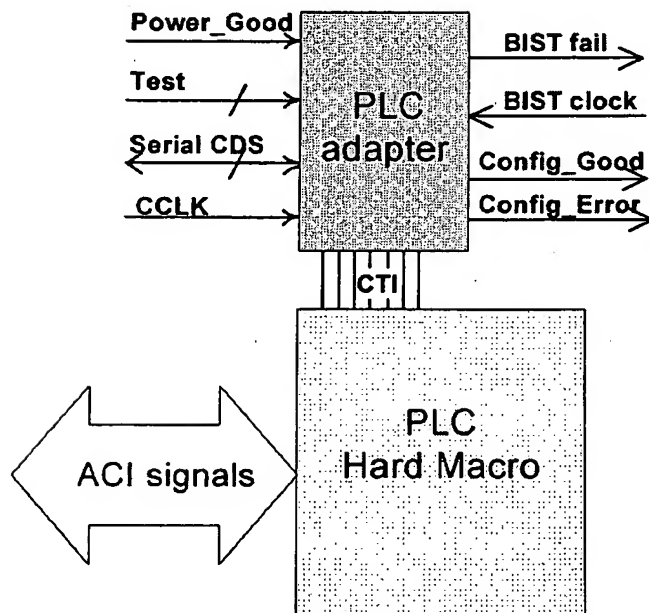 Power_Good
Test
Serial CDS
CCLK
PLC
adapter
BIST fail
BIST clock
Config_Good
Config_Error
CTI
PLC
Hard Macro
ACI signals